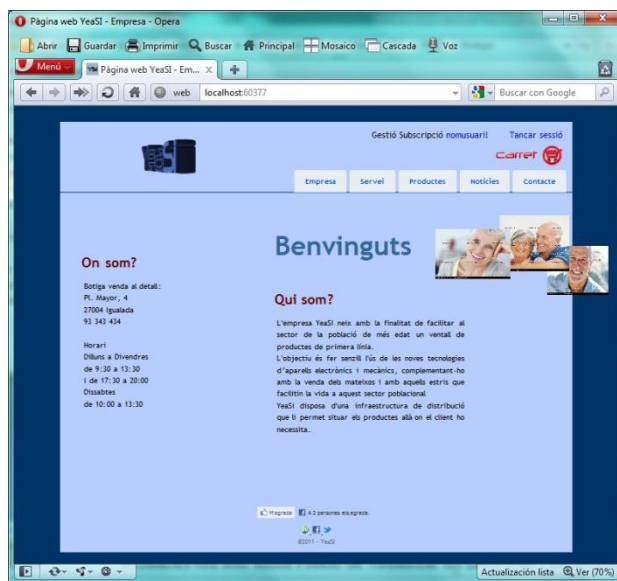 Página web YeaSI - Empresa - Opera
Abrir Guardar Imprimir Buscar Principal Mosaico Cascada Voz
Menú Página web YeaSI - Em...
web localhost:60377 Buscar con Google
Gestió Subscripció nomusuari! Tancar sessió
carret
Empresa Servei Productes Notícies Contacte
Benvinguts
On som?
Botiga venda al detall:
Pl. Mayor, 4
27004 Igualada
93 343 434
Horari
Dilluns a Divendres
de 9:30 a 13:30
i de 17:30 a 20:00
Dissabtes
de 10:00 a 13:30
Qui som?
L'empresa YeaSI neix amb la finalitat de facilitar al
sector de la població de més edat un ventall de
productes de primera línia.
L'objectiu és fer senzill l'ús de les noves tecnologies
d'aparells electrònics i mecànics, complementant-ho
amb la venda dels mateixos i amb aquells estris que
facilitin la vida a aquest sector poblacional
YeaSI disposa d'una infraestructura de distribució
que li permet situar els productes allà on el client ho
necessita.
M'agrada A 2 persones els agrada.
©2011 - YeaSI
Actualización lista Ver (70%)